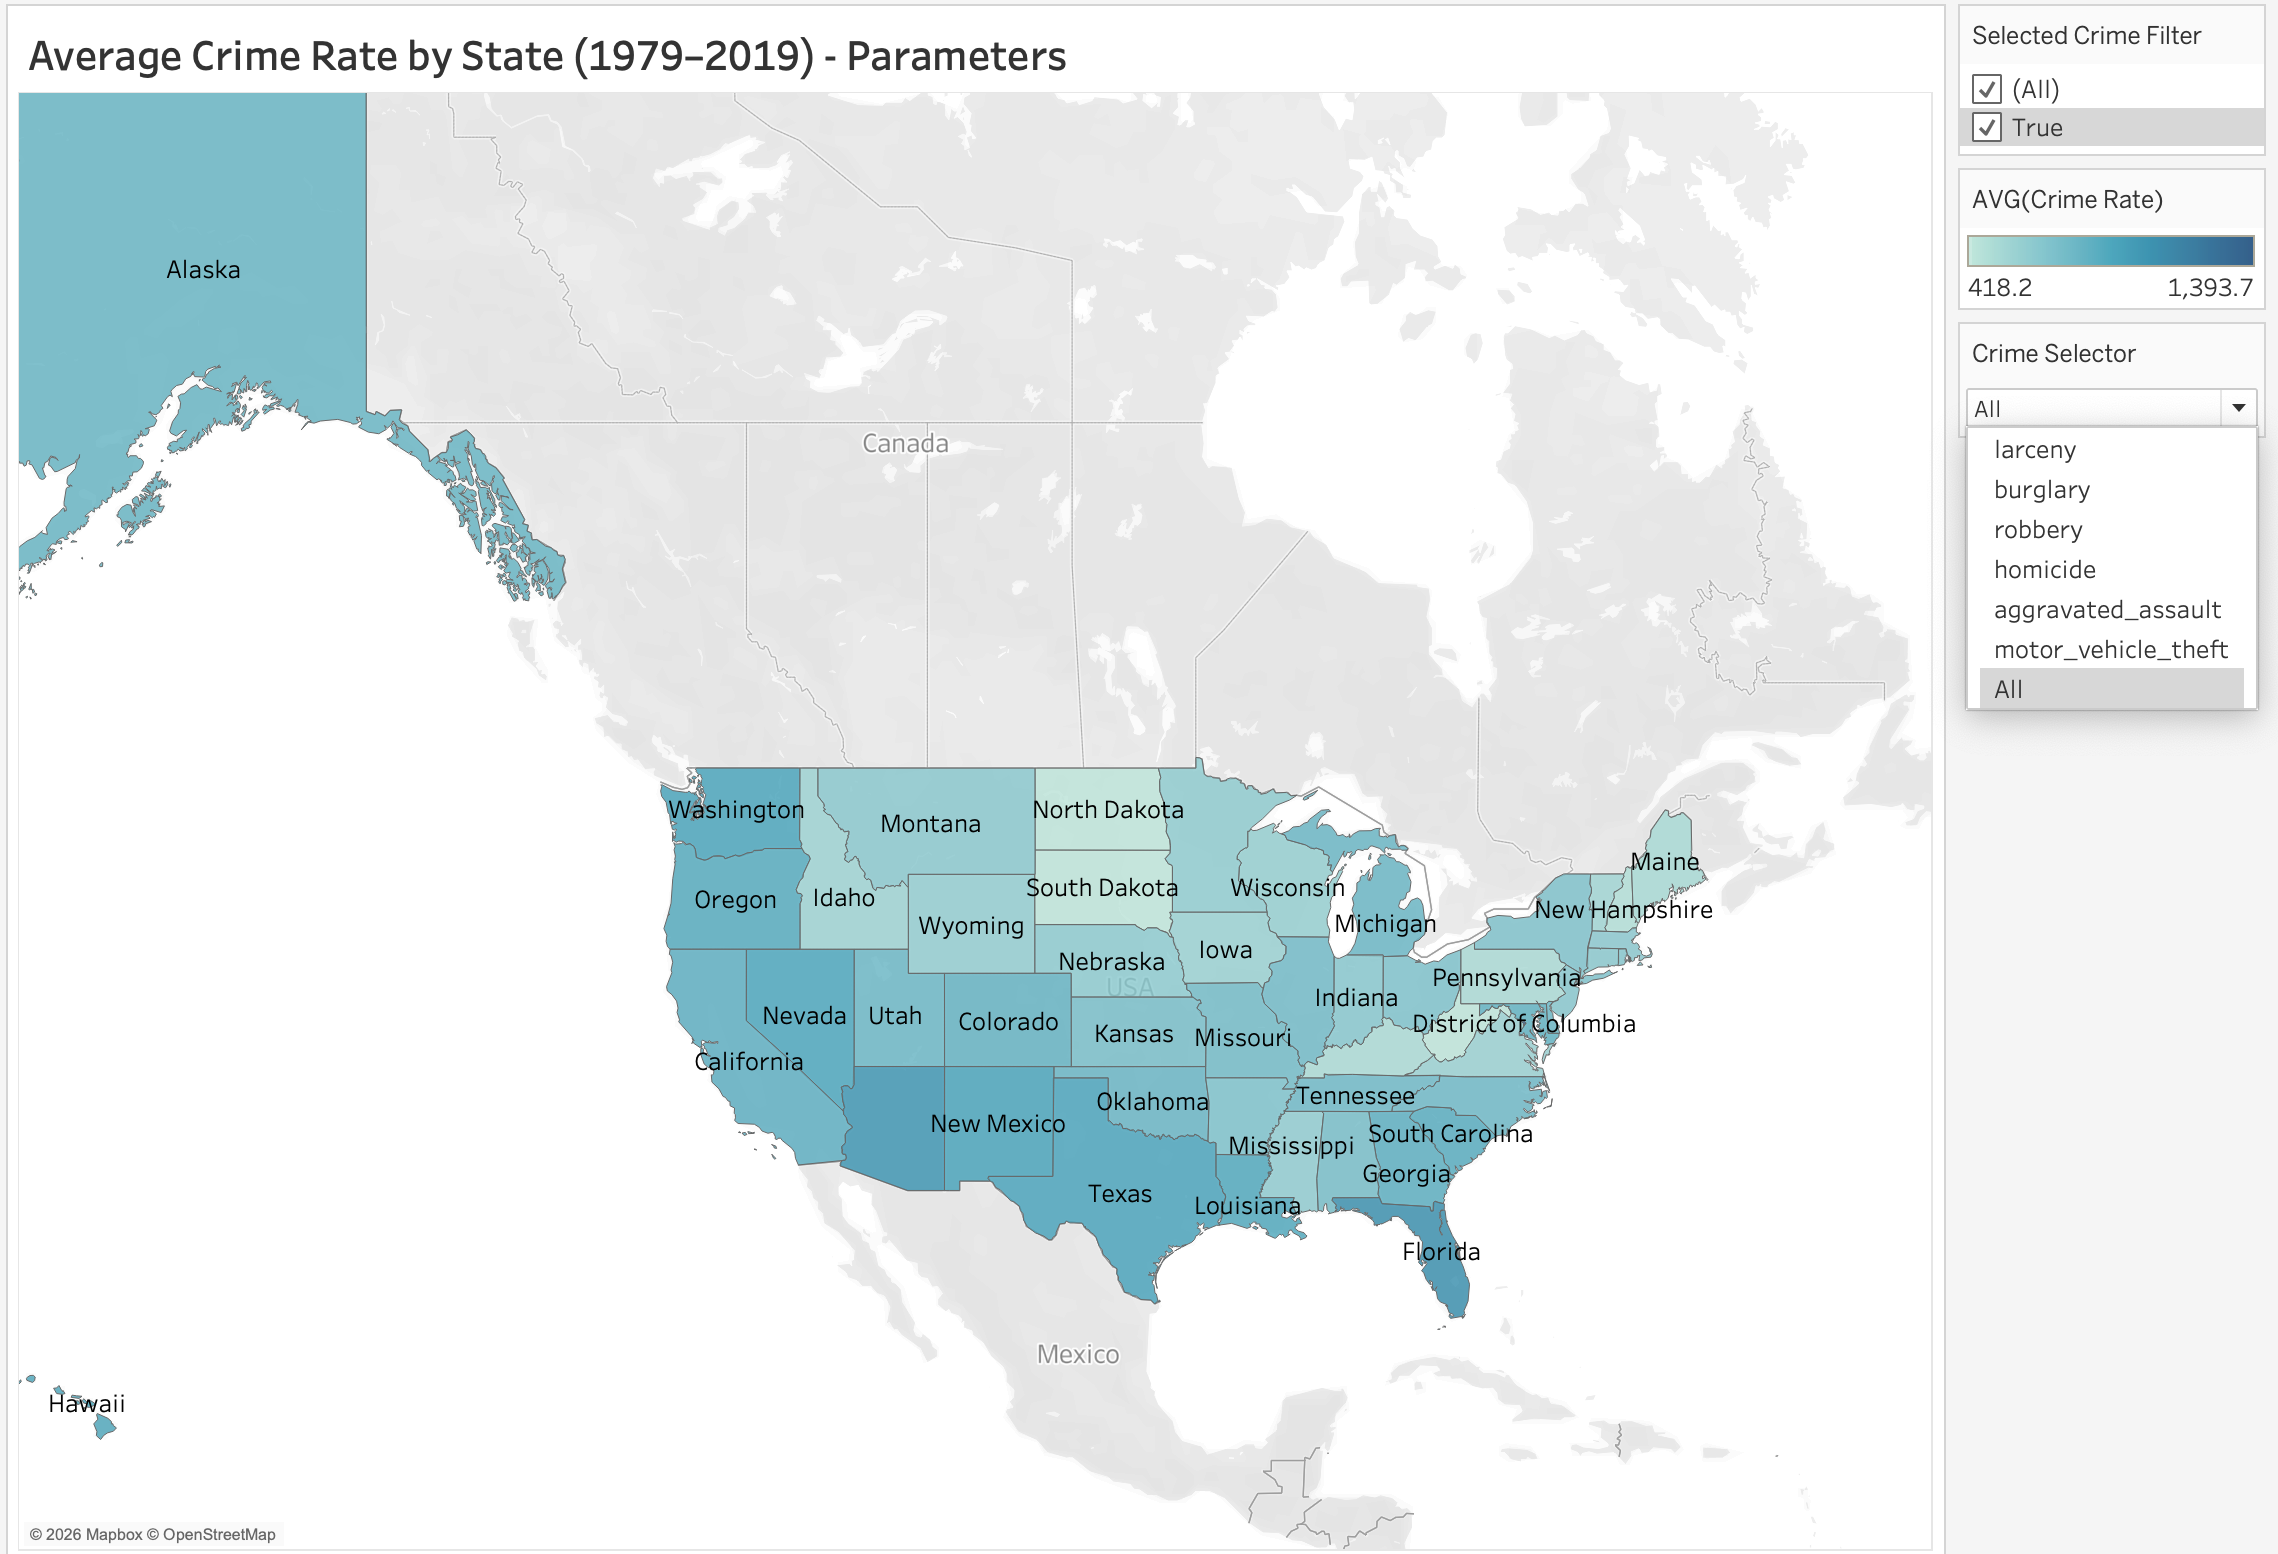 Average Crime Rate by State (1979–2019) - Parameters
Alaska
Canada
Washington
Montana
North Dakota
Oregon
Idaho
Wyoming
South Dakota
Wisconsin
Michigan
Maine
New Hampshire
Nebraska
USA
Iowa
Pennsylvania
Nevada
Utah
Colorado
Kansas
Missouri
Indiana
District of Columbia
California
New Mexico
Oklahoma
Tennessee
Mississippi
South Carolina
Georgia
Texas
Louisiana
Florida
Mexico
Hawaii
© 2026 Mapbox © OpenStreetMap
Selected Crime Filter
(All)
True
AVG(Crime Rate)
418.2 1,393.7
Crime Selector
All
larceny
burglary
robbery
homicide
aggravated_assault
motor_vehicle_theft
All